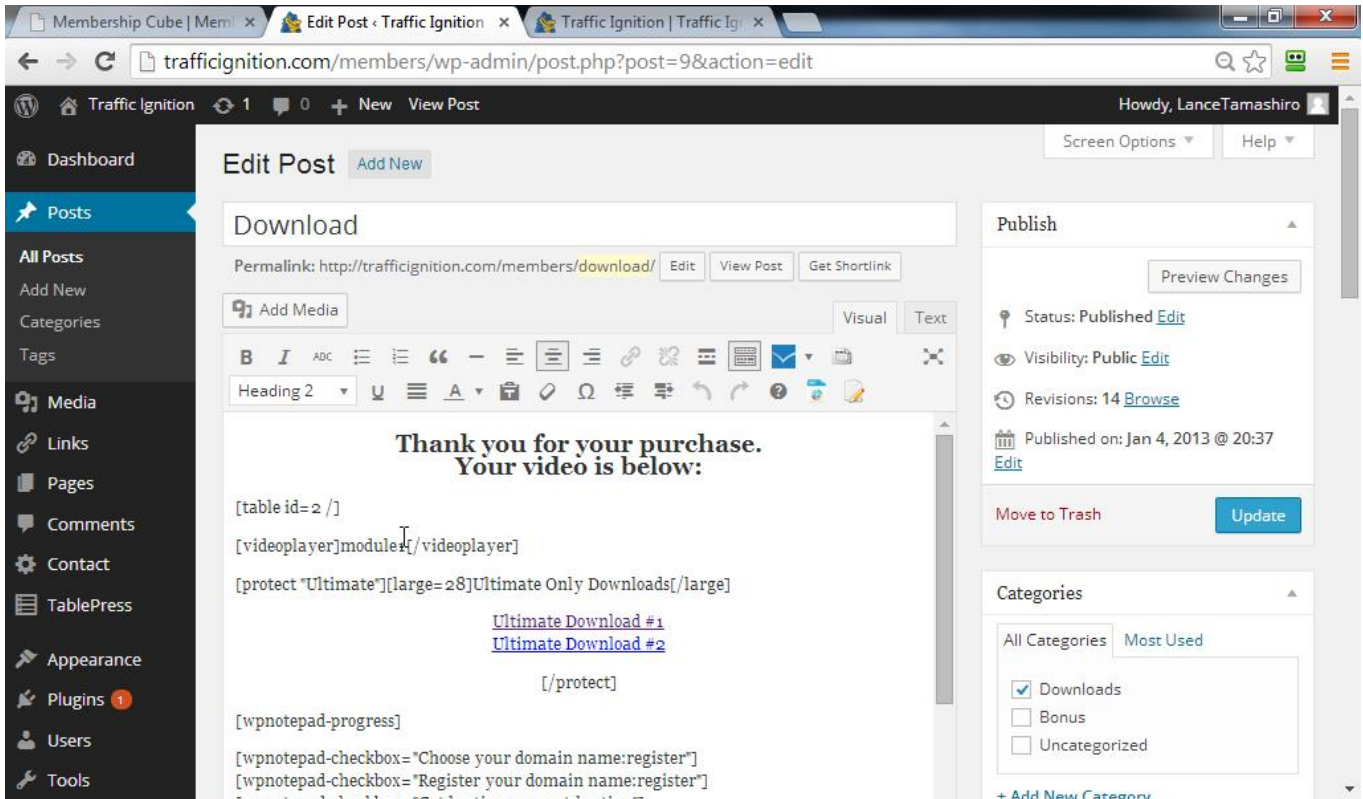 Membership Cube | Mem
Edit Post ‹ Traffic Ignition
Traffic Ignition | Traffic Ig
trafficignition.com/members/wp-admin/post.php?post=9&action=edit
Traffic Ignition 1 0 + New View Post Howdy, LanceTamashiro
Dashboard
Posts
All Posts
Add New
Categories
Tags
Media
Links
Pages
Comments
Contact
TablePress
Appearance
Plugins 1
Users
Tools
Screen Options Help
Edit Post Add New
Download
Permalink: http://trafficignition.com/members/download/ Edit View Post Get Shortlink
Add Media Visual Text
B I ABC
Heading 2 U A Ω
Thank you for your purchase.
Your video is below:
[table id=2 /]
[videoplayer]module1[/videoplayer]
[protect "Ultimate"][large=28]Ultimate Only Downloads[/large]
Ultimate Download #1
Ultimate Download #2
[/protect]
[wpnotepad-progress]
[wpnotepad-checkbox="Choose your domain name:register"]
[wpnotepad-checkbox="Register your domain name:register"]
Publish
Preview Changes
Status: Published Edit
Visibility: Public Edit
Revisions: 14 Browse
Published on: Jan 4, 2013 @ 20:37
Edit
Move to Trash Update
Categories
All Categories Most Used
Downloads
Bonus
Uncategorized
+ Add New Category